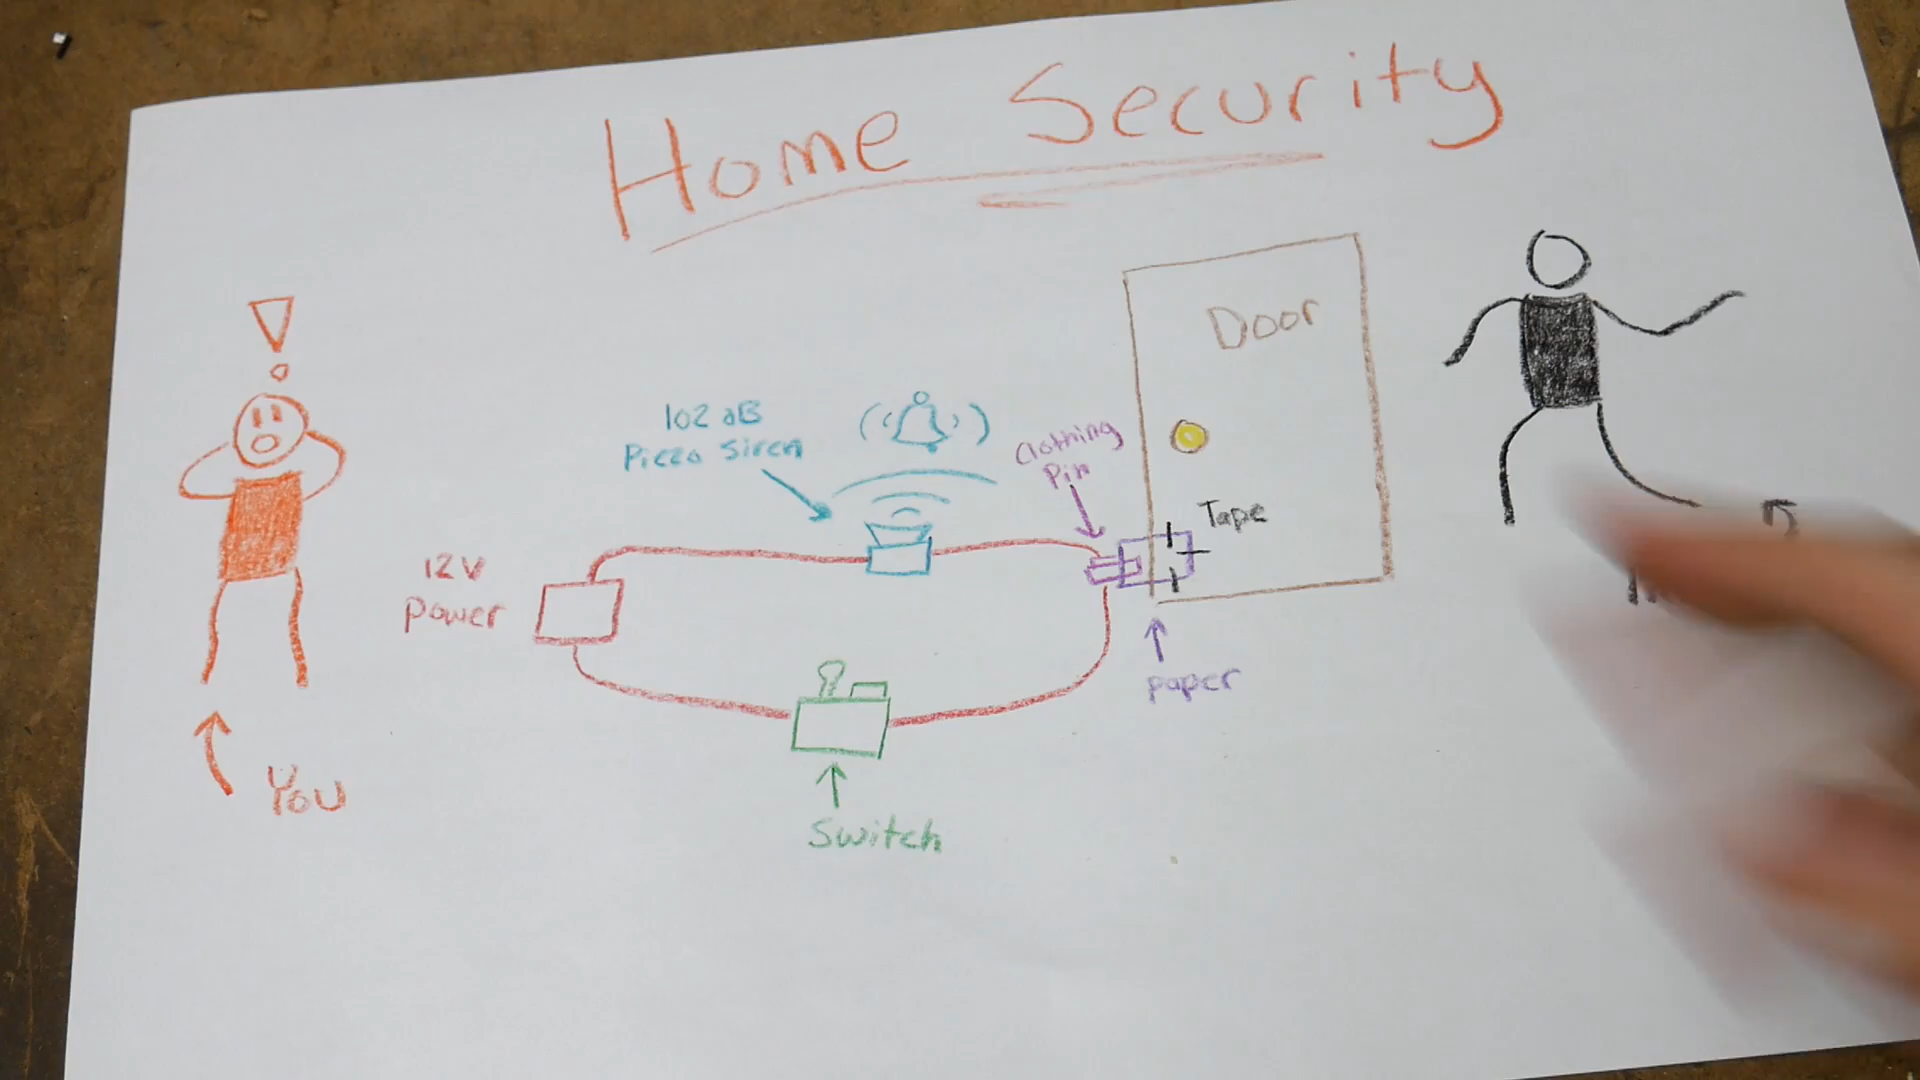 Home Security
Door
102 dB
Piezo Siren
Clothing
Pin
Tape
12V
Power
paper
You
Switch